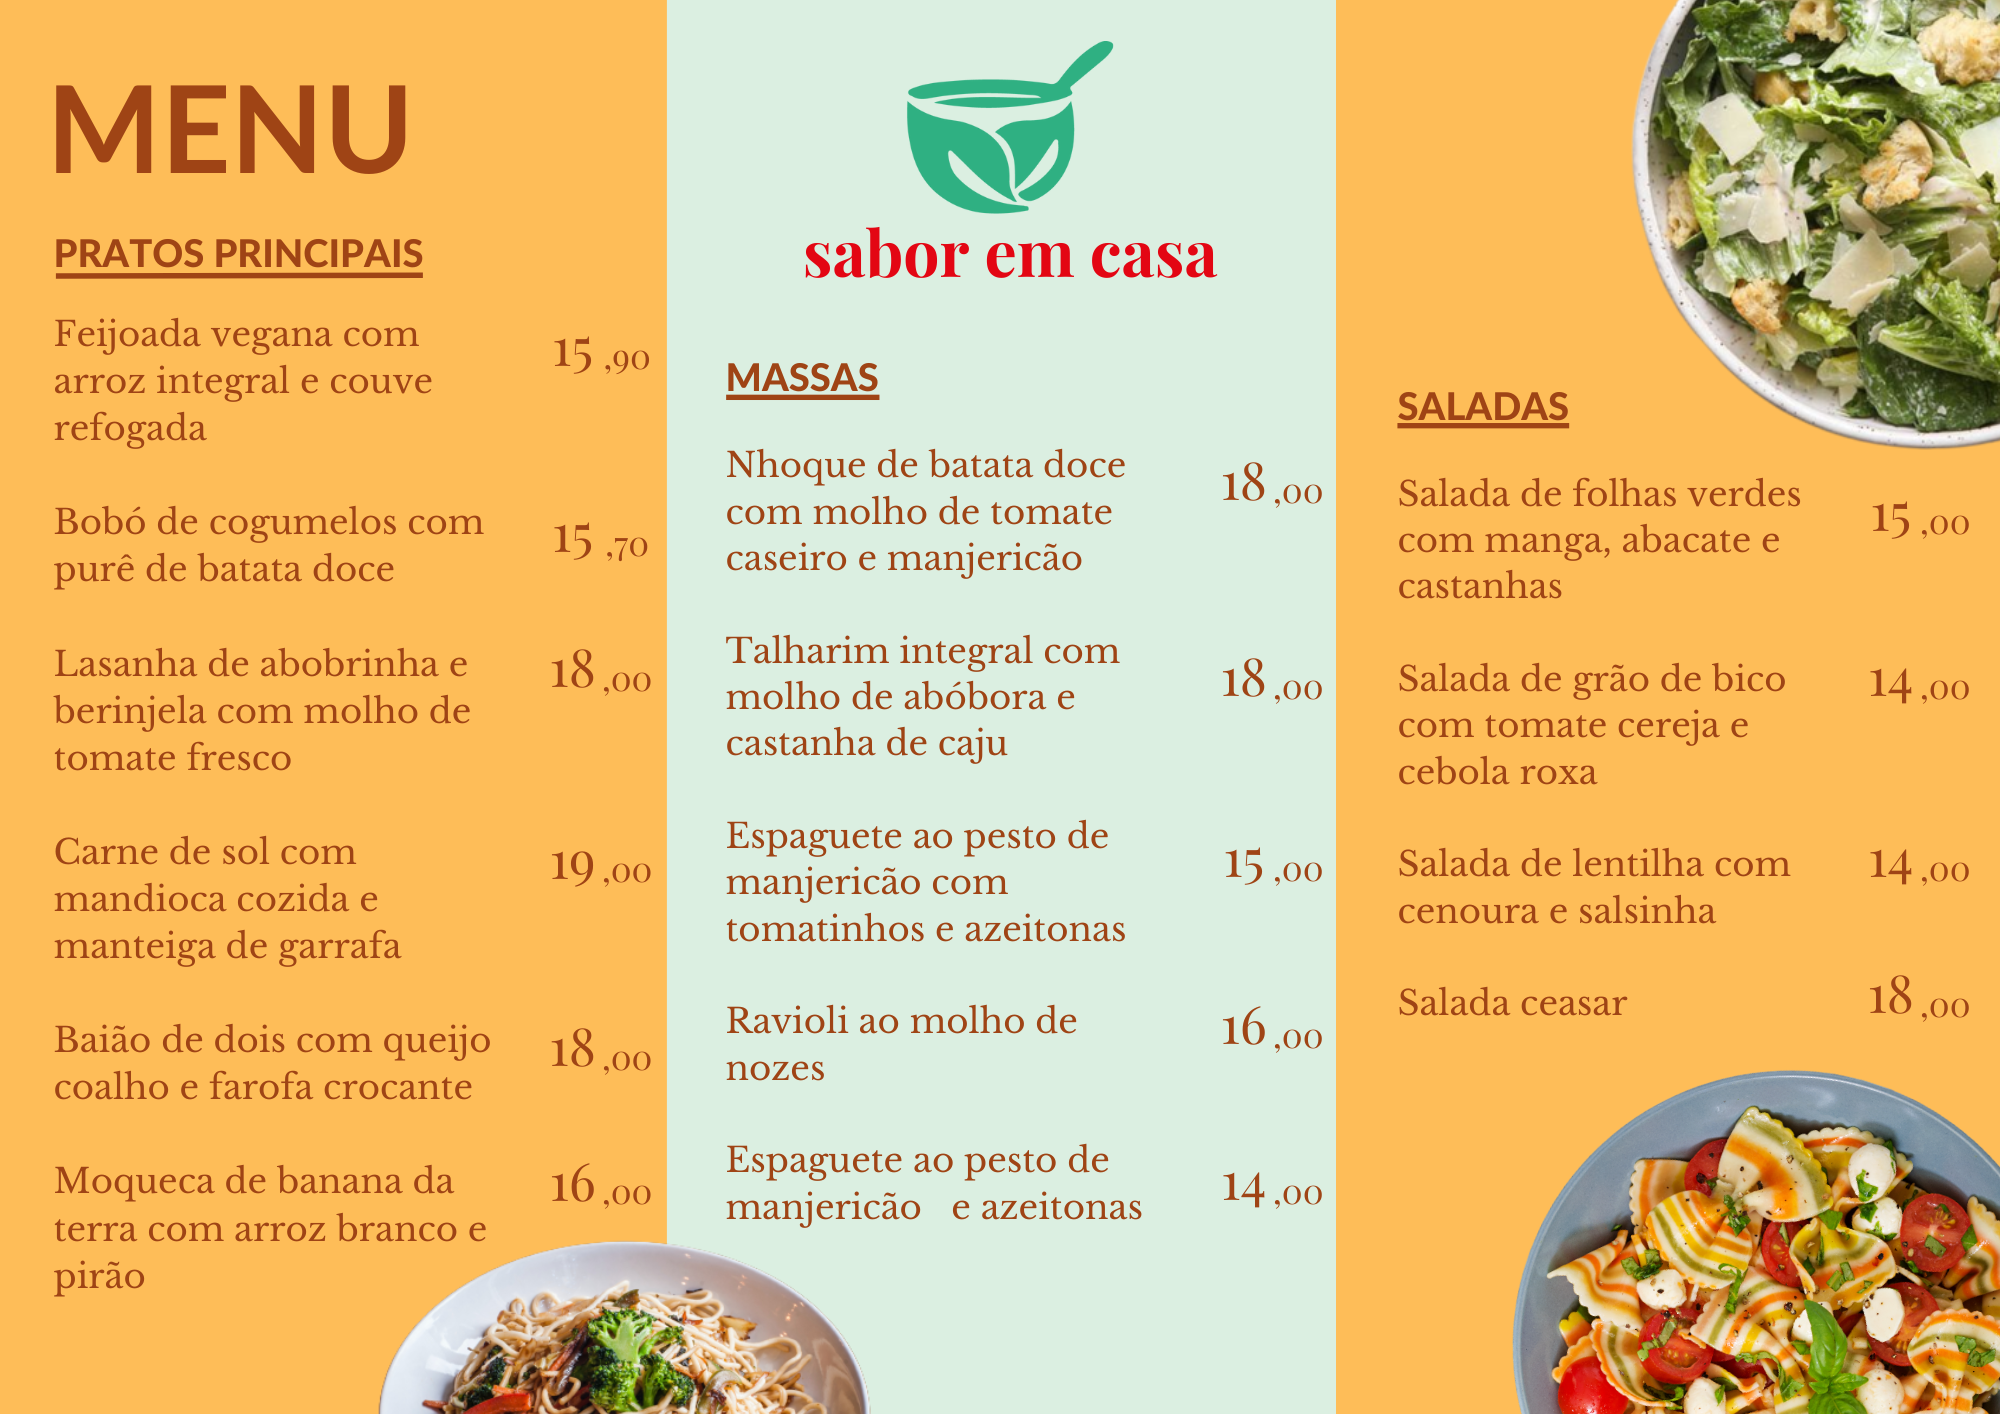 MENU
PRATOS PRINCIPAIS
Feijoada vegana com
arroz integral e couve
refogada
15 ,90
Bobó de cogumelos com
purê de batata doce
15 ,70
Lasanha de abobrinha e
berinjela com molho de
tomate fresco
18 ,00
Carne de sol com
mandioca cozida e
manteiga de garrafa
19 ,00
Baião de dois com queijo
coalho e farofa crocante
18 ,00
Moqueca de banana da
terra com arroz branco e
pirão
16 ,00
sabor em casa
MASSAS
Nhoque de batata doce
com molho de tomate
caseiro e manjericão
18 ,00
Talharim integral com
molho de abóbora e
castanha de caju
18 ,00
Espaguete ao pesto de
manjericão com
tomatinhos e azeitonas
15 ,00
Ravioli ao molho de
nozes
16 ,00
Espaguete ao pesto de
manjericão e azeitonas
14 ,00
SALADAS
Salada de folhas verdes
com manga, abacate e
castanhas
15 ,00
Salada de grão de bico
com tomate cereja e
cebola roxa
14 ,00
Salada de lentilha com
cenoura e salsinha
14 ,00
Salada ceasar
18 ,00